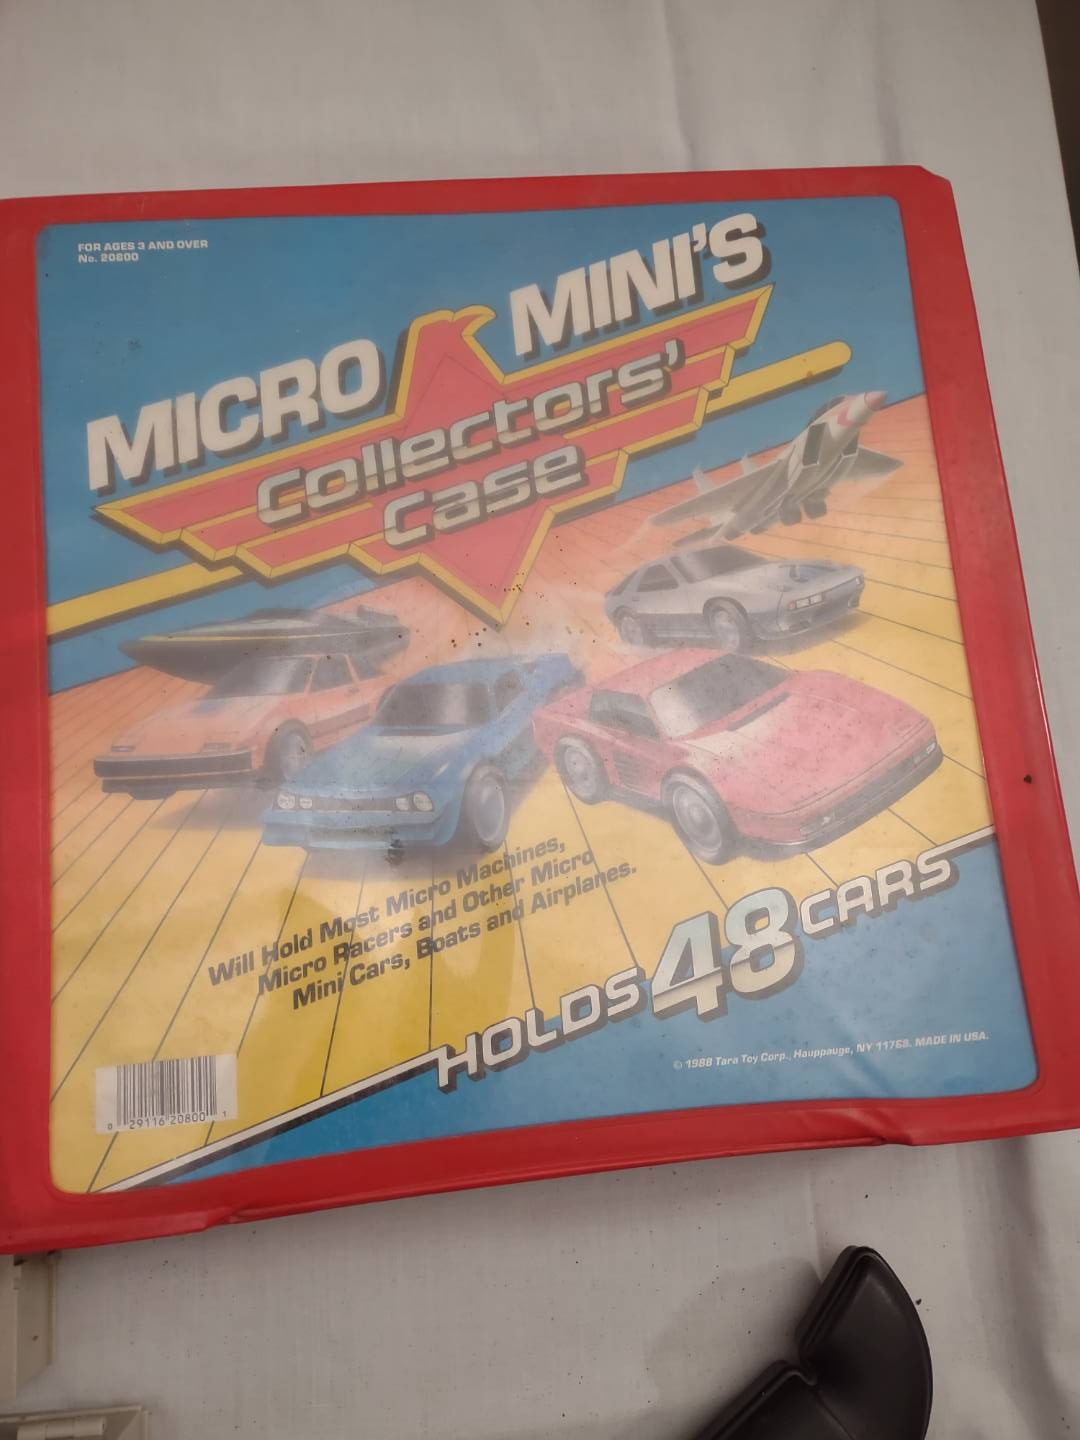 FOR AGES 3 AND OVER
No. 20800
MICRO MINI'S
Collectors'
Case
Will Hold Most Micro Machines,
Micro Racers and Other Micro
Mini Cars, Boats and Airplanes.
HOLDS 48 CARS
© 1988 Tara Toy Corp., Hauppauge, NY 11768. MADE IN USA.
0 29116 20800 1